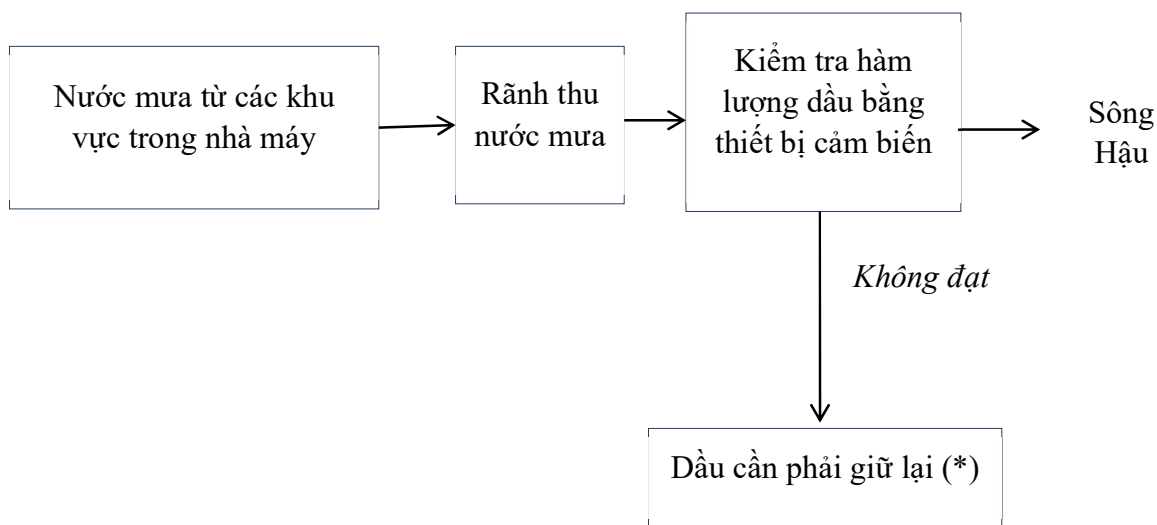 Nước mưa từ các khu
vực trong nhà máy
Rãnh thu
nước mưa
Kiểm tra hàm
lượng dầu bằng
thiết bị cảm biến
Sông
Hậu
Không đạt
Dầu cần phải giữ lại (*)